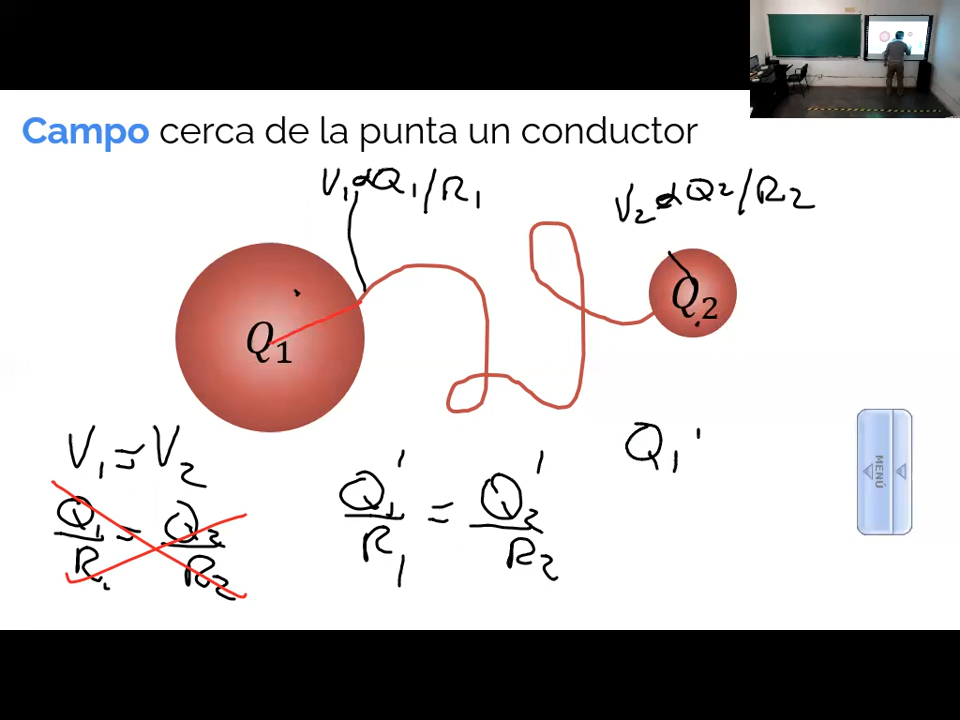 Campo cerca de la punta un conductor
V₁ ∝ Q₁/R₁
V₂ ∝ Q₂/R₂
Q₁
Q₂
V₁ = V₂
Q₁/R₁ = Q₂/R₂
Q₁'/R₁ = Q₂'/R₂
Q₁'
MENÚ